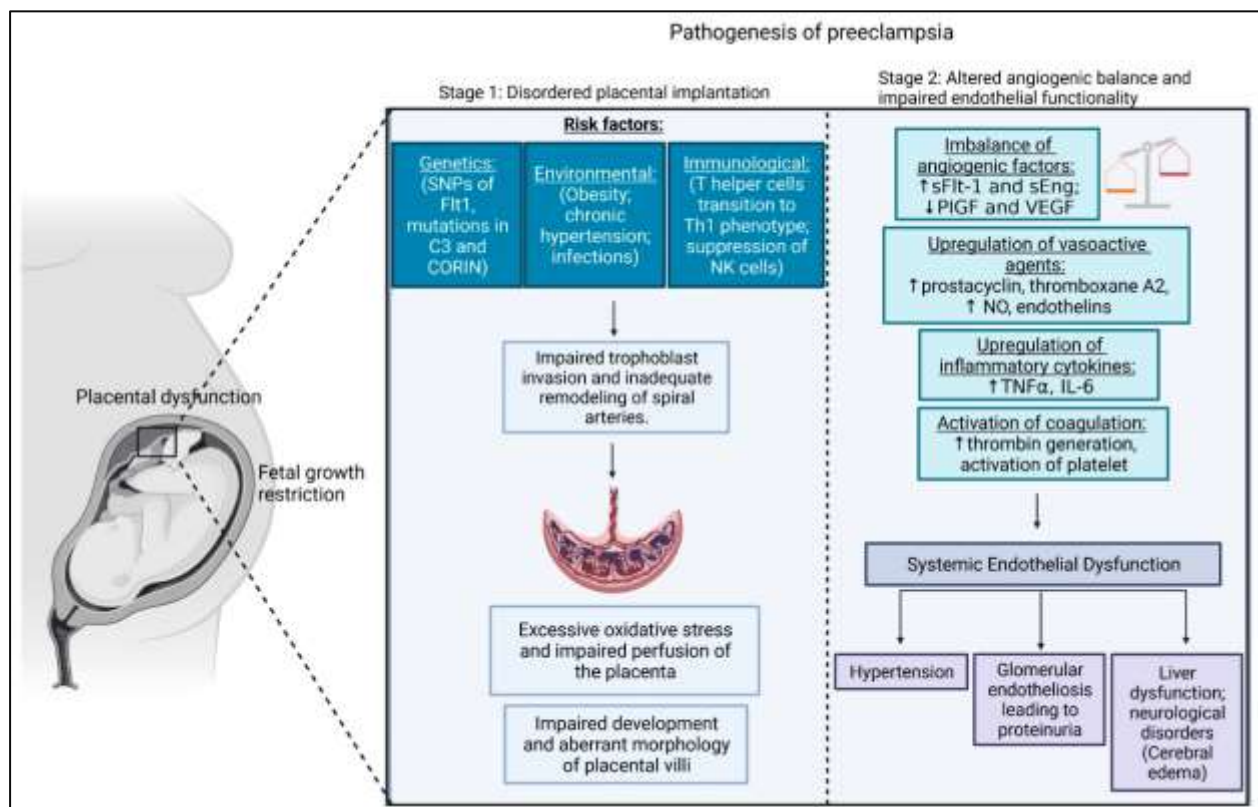 Pathogenesis of preeclampsia
Stage 1: Disordered placental implantation
Risk factors:
Genetics:
(SNPs of
Flt1,
mutations in
C3 and
CORIN)
Environmental:
(Obesity;
chronic
hypertension;
infections)
Immunological:
(T helper cells
transition to
Th1 phenotype;
suppression of
NK cells)
Impaired trophoblast
invasion and inadequate
remodeling of spiral
arteries.
Excessive oxidative stress
and impaired perfusion of
the placenta
Impaired development
and aberrant morphology
of placental villi
Stage 2: Altered angiogenic balance and
impaired endothelial functionality
Imbalance of
angiogenic factors:
↑sFlt-1 and sEng;
↓PlGF and VEGF
Upregulation of vasoactive
agents:
↑prostacyclin, thromboxane A2,
↑ NO, endothelins
Upregulation of
inflammatory cytokines:
↑TNFα, IL-6
Activation of coagulation:
↑thrombin generation,
activation of platelet
Systemic Endothelial Dysfunction
Hypertension
Glomerular
endotheliosis
leading to
proteinuria
Liver
dysfunction;
neurological
disorders
(Cerebral
edema)
Placental dysfunction
Fetal growth
restriction